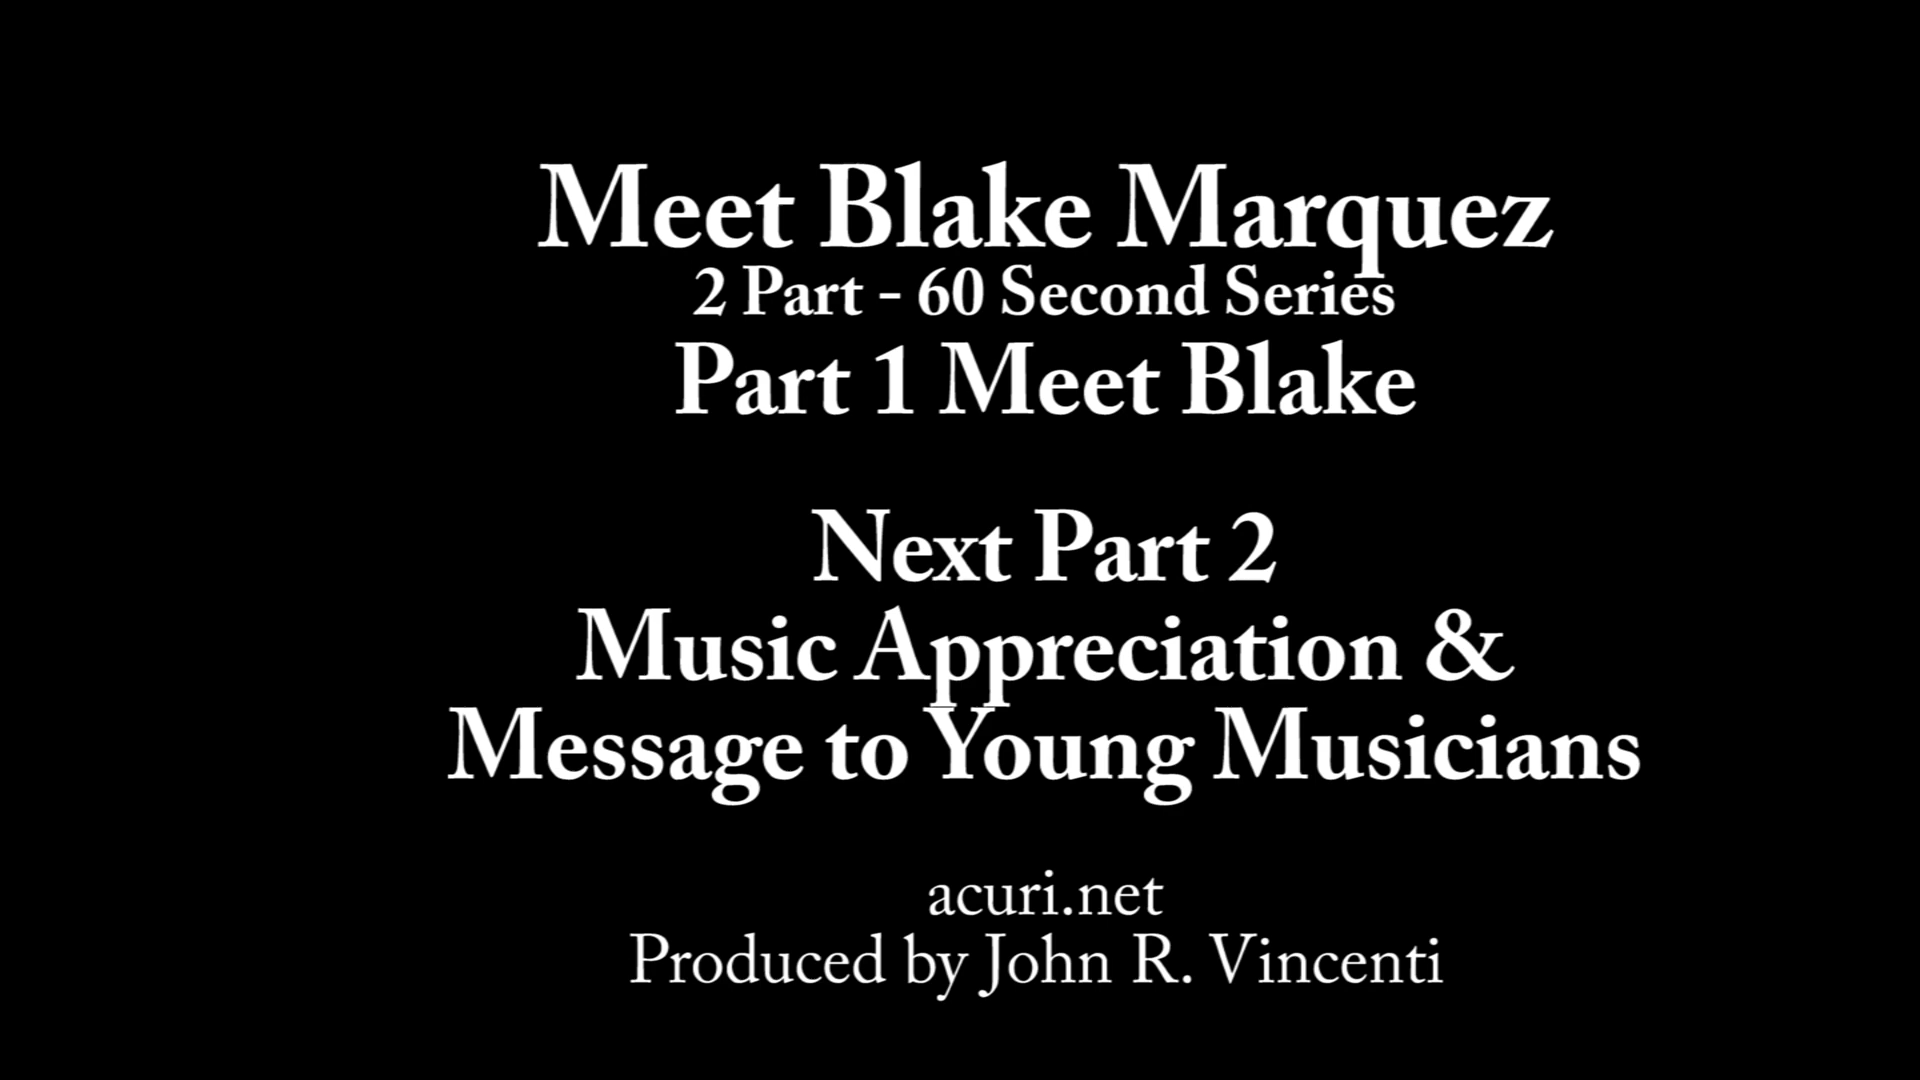 Meet Blake Marquez
2 Part - 60 Second Series
Part 1 Meet Blake
Next Part 2
Music Appreciation &
Message to Young Musicians
acuri.net
Produced by John R. Vincenti